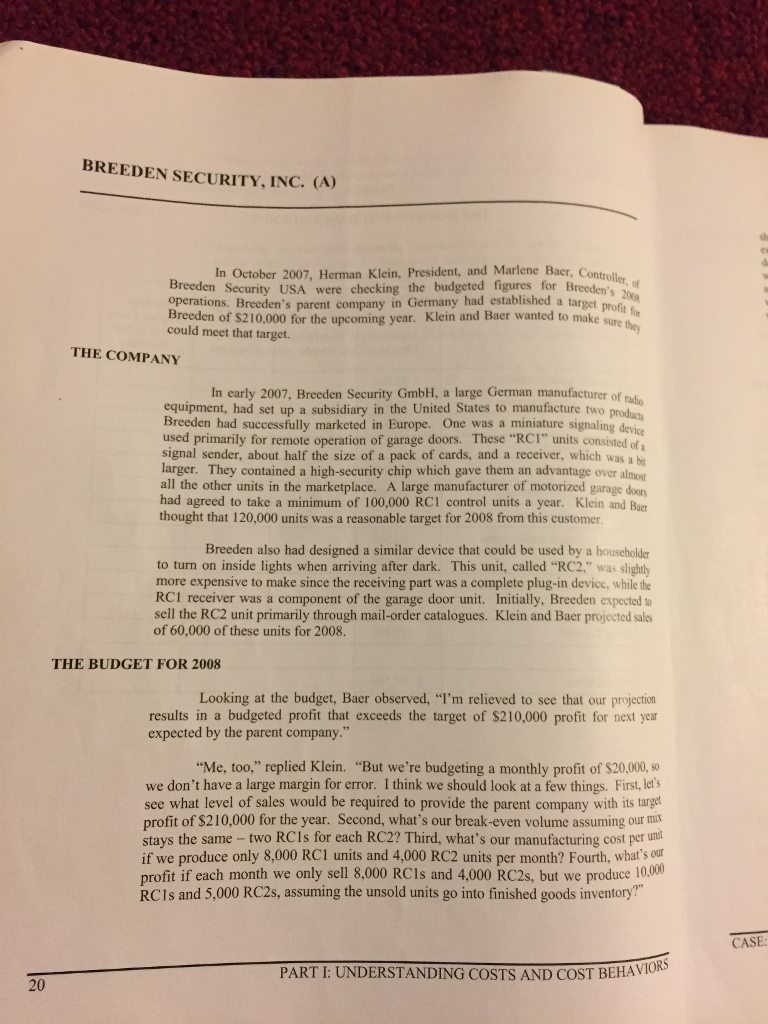 BREEDEN SECURITY, INC. (A)
In October 2007, Herman Klein, President, and Marlene Baer, Controller, of
Breeden Security USA were checking the budgeted figures for Breeden's 2008
operations. Breeden's parent company in Germany had established a target profit for
Breeden of $210,000 for the upcoming year. Klein and Baer wanted to make sure they
could meet that target.
THE COMPANY
In early 2007, Breeden Security GmbH, a large German manufacturer of radio
equipment, had set up a subsidiary in the United States to manufacture two products
Breeden had successfully marketed in Europe. One was a miniature signaling device
used primarily for remote operation of garage doors. These "RC1" units consisted of a
signal sender, about half the size of a pack of cards, and a receiver, which was a bit
larger. They contained a high-security chip which gave them an advantage over almost
all the other units in the marketplace. A large manufacturer of motorized garage doors
had agreed to take a minimum of 100,000 RC1 control units a year. Klein and Baer
thought that 120,000 units was a reasonable target for 2008 from this customer.
Breeden also had designed a similar device that could be used by a householder
to turn on inside lights when arriving after dark. This unit, called "RC2," was slightly
more expensive to make since the receiving part was a complete plug-in device, while the
RC1 receiver was a component of the garage door unit. Initially, Breeden expected to
sell the RC2 unit primarily through mail-order catalogues. Klein and Baer projected sales
of 60,000 of these units for 2008.
THE BUDGET FOR 2008
Looking at the budget, Baer observed, "I'm relieved to see that our projection
results in a budgeted profit that exceeds the target of $210,000 profit for next year
expected by the parent company."
"Me, too," replied Klein. "But we're budgeting a monthly profit of $20,000, so
we don't have a large margin for error. I think we should look at a few things. First, let's
see what level of sales would be required to provide the parent company with its target
profit of $210,000 for the year. Second, what's our break-even volume assuming our mix
stays the same – two RC1s for each RC2? Third, what's our manufacturing cost per unit
if we produce only 8,000 RC1 units and 4,000 RC2 units per month? Fourth, what's our
profit if each month we only sell 8,000 RC1s and 4,000 RC2s, but we produce 10,000
RC1s and 5,000 RC2s, assuming the unsold units go into finished goods inventory?"
PART I: UNDERSTANDING COSTS AND COST BEHAVIORS
20
CASE: